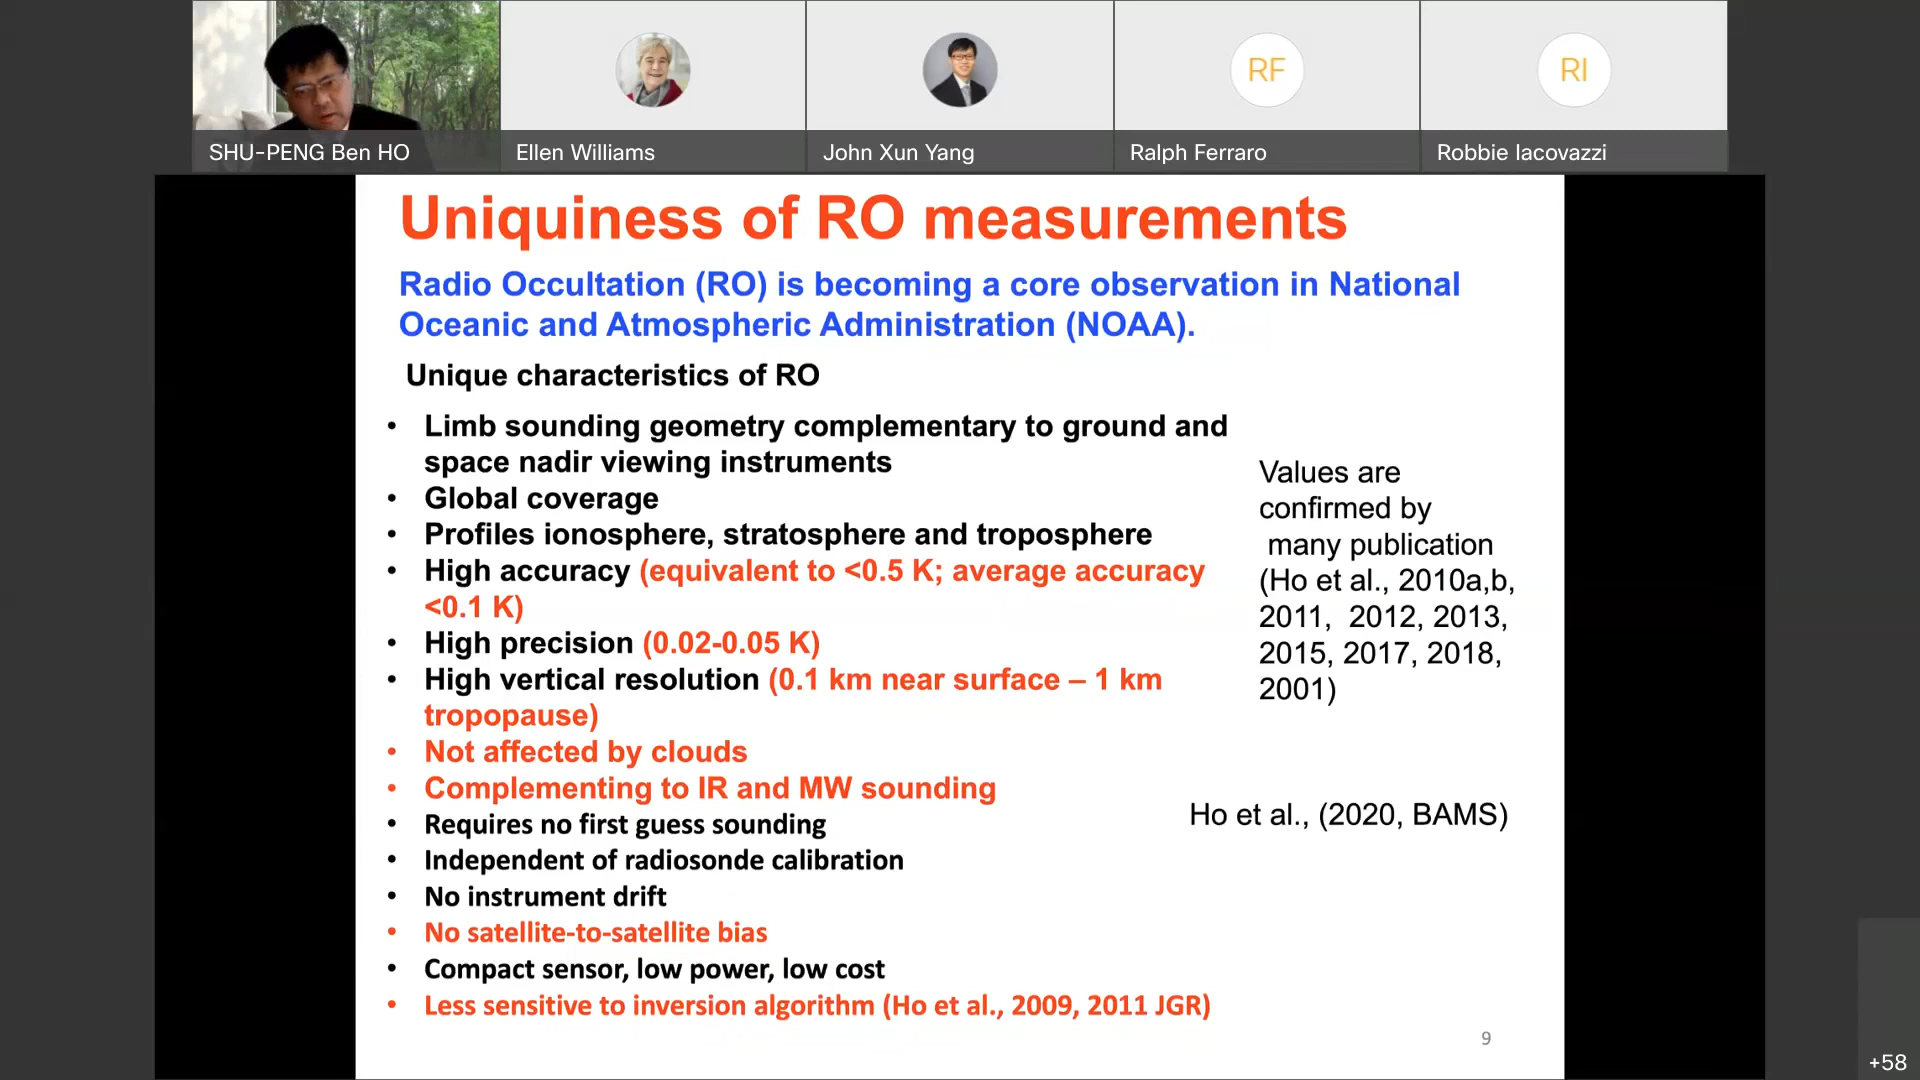 RF
RI
SHU-PENG Ben HO
Ellen Williams
John Xun Yang
Ralph Ferraro
Robbie Iacovazzi
Uniquiness of RO measurements
Radio Occultation (RO) is becoming a core observation in National
Oceanic and Atmospheric Administration (NOAA).
Unique characteristics of RO
• Limb sounding geometry complementary to ground and
space nadir viewing instruments
• Global coverage
• Profiles ionosphere, stratosphere and troposphere
• High accuracy (equivalent to <0.5 K; average accuracy
<0.1 K)
• High precision (0.02-0.05 K)
• High vertical resolution (0.1 km near surface – 1 km
tropopause)
• Not affected by clouds
• Complementing to IR and MW sounding
• Requires no first guess sounding
• Independent of radiosonde calibration
• No instrument drift
• No satellite-to-satellite bias
• Compact sensor, low power, low cost
• Less sensitive to inversion algorithm (Ho et al., 2009, 2011 JGR)
Values are
confirmed by
many publication
(Ho et al., 2010a,b,
2011, 2012, 2013,
2015, 2017, 2018,
2001)
Ho et al., (2020, BAMS)
9
+58